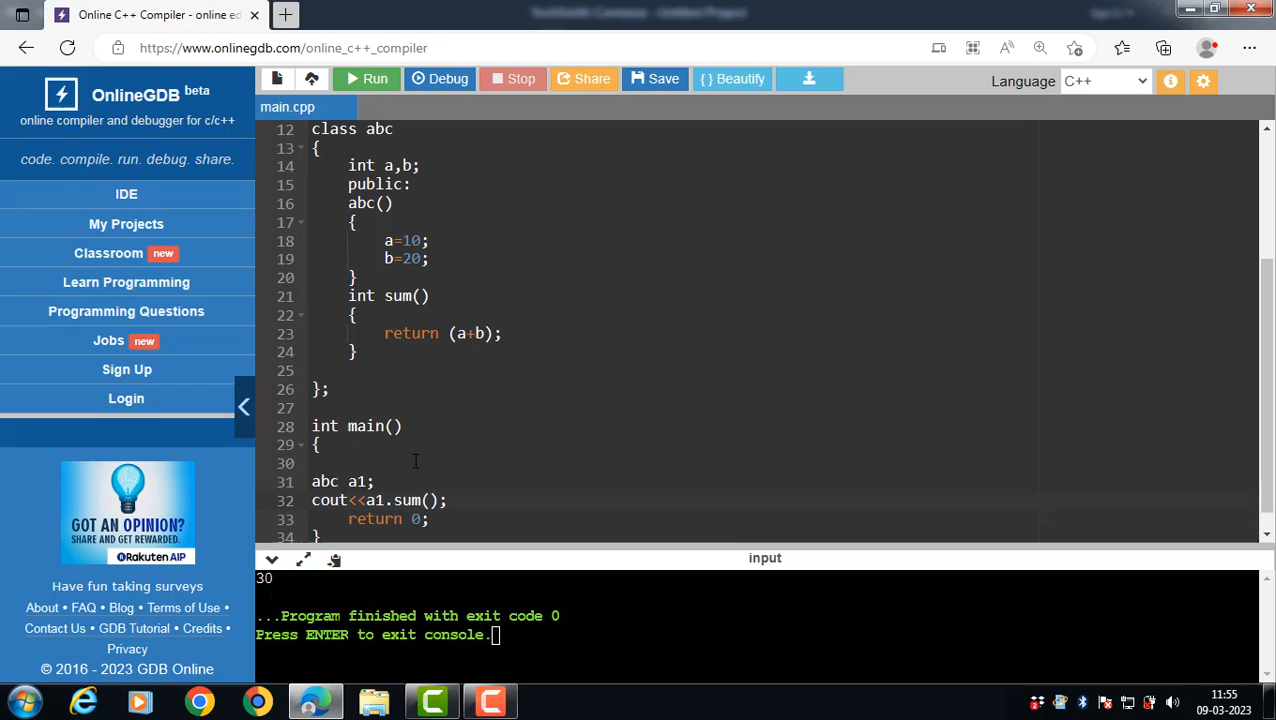 Online C++ Compiler - online ed
https://www.onlinegdb.com/online_c++_compiler
OnlineGDB beta
online compiler and debugger for c/c++
code. compile. run. debug. share.
IDE
My Projects
Classroom new
Learn Programming
Programming Questions
Jobs new
Sign Up
Login
GOT AN OPINION?
SHARE AND GET REWARDED.
Rakuten AIP
Have fun taking surveys
About • FAQ • Blog • Terms of Use •
Contact Us • GDB Tutorial • Credits •
Privacy
© 2016 - 2023 GDB Online
Run Debug Stop Share Save { } Beautify
Language C++
main.cpp
12 class abc
13 {
14 int a,b;
15 public:
16 abc()
17 {
18 a=10;
19 b=20;
20 }
21 int sum()
22 {
23 return (a+b);
24 }
25
26 };
27
28 int main()
29 {
30
31 abc a1;
32 cout<<a1.sum();
33 return 0;
34 }
input
30
...Program finished with exit code 0
Press ENTER to exit console.
11:55
09-03-2023